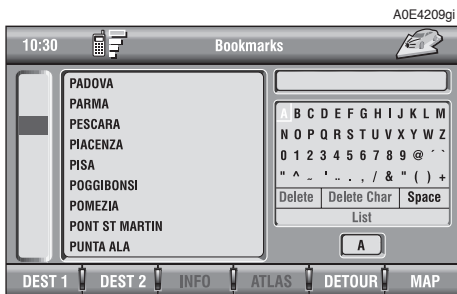 A0E4209gi
10:30 Bookmarks
PADOVA
PARMA
PESCARA
PIACENZA
PISA
POGGIBONSI
POMEZIA
PONT ST MARTIN
PUNTA ALA
A B C D E F G H I J K L M
N O P Q R S T U V X Y W Z
0 1 2 3 4 5 6 7 8 9 @ ´ `
" ^ ~ ' .. . , / & " ( ) +
Delete Delete Char Space
List
A
DEST 1 DEST 2 INFO ATLAS DETOUR MAP